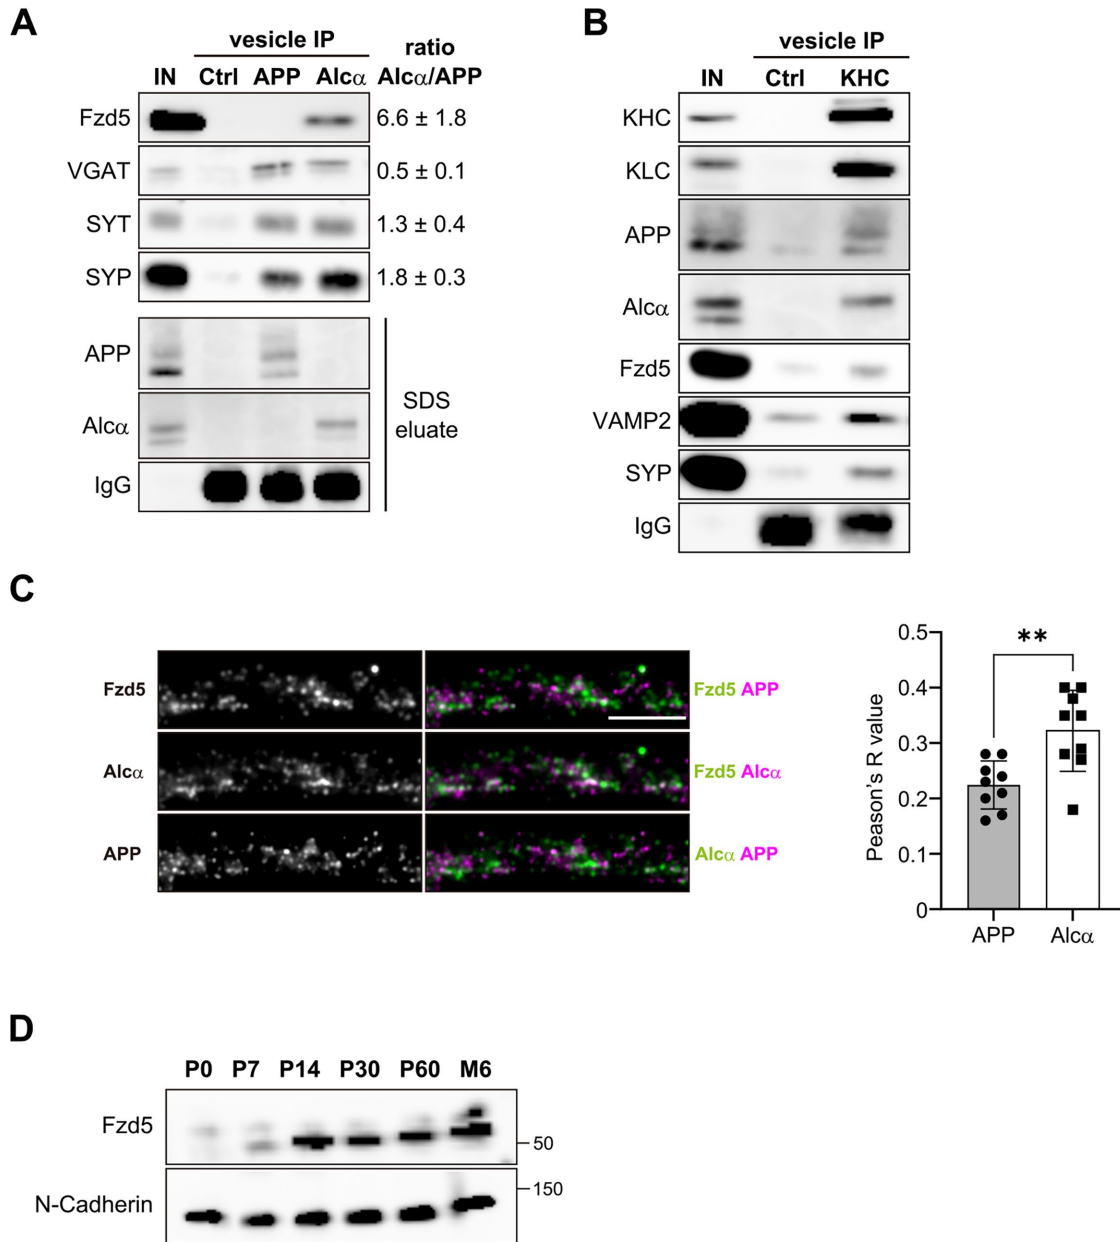 A
vesicle IP
ratio
IN Ctrl APP Alcα Alcα/APP
Fzd5 6.6 ± 1.8
VGAT 0.5 ± 0.1
SYT 1.3 ± 0.4
SYP 1.8 ± 0.3
APP
Alcα
IgG
SDS
eluate
B
vesicle IP
IN Ctrl KHC
KHC
KLC
APP
Alcα
Fzd5
VAMP2
SYP
IgG
C
Fzd5 Fzd5 APP
Alcα Fzd5 Alcα
APP Alcα APP
Peason's R value
0.5
0.4
0.3
0.2
0.1
0
**
APP Alcα
D
P0 P7 P14 P30 P60 M6
Fzd5
50
150
N-Cadherin